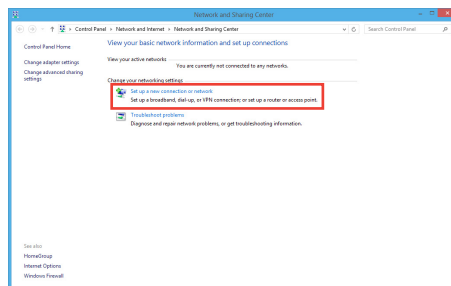 Network and Sharing Center
Control Panel Network and Internet Network and Sharing Center
Search Control Panel
Control Panel Home
Change adapter settings
Change advanced sharing
settings
View your basic network information and set up connections
View your active networks
You are currently not connected to any networks.
Change your networking settings
Set up a new connection or network
Set up a broadband, dial-up, or VPN connection; or set up a router or access point.
Troubleshoot problems
Diagnose and repair network problems, or get troubleshooting information.
See also
HomeGroup
Internet Options
Windows Firewall